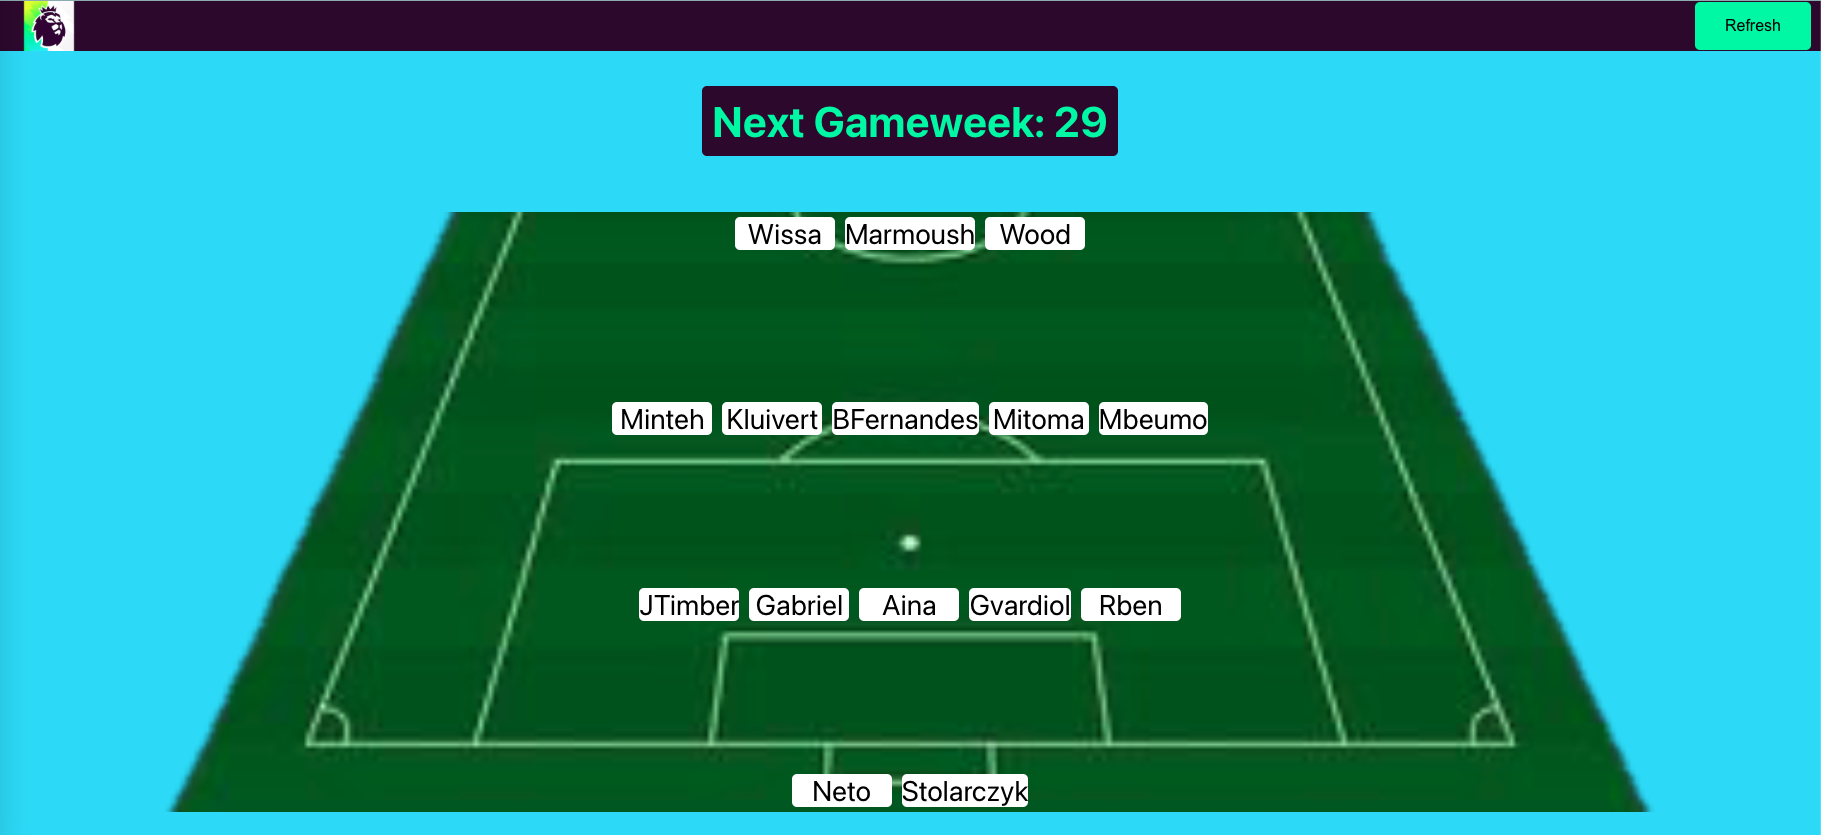 Refresh
Next Gameweek: 29
Wissa Marmoush Wood
Minteh Kluivert BFernandes Mitoma Mbeumo
JTimber Gabriel Aina Gvardiol Rben
Neto Stolarczyk